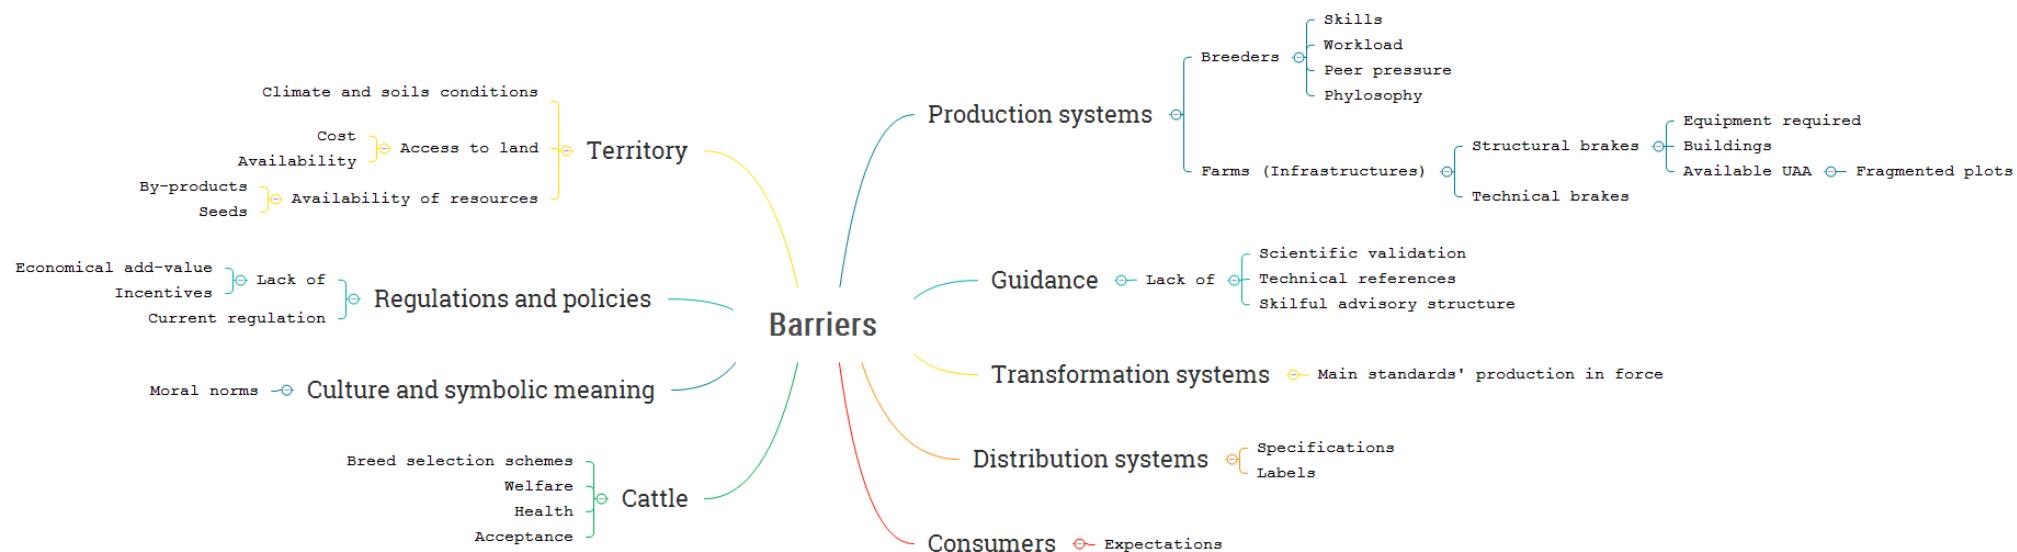 Barriers
Production systems
Breeders
Skills
Workload
Peer pressure
Phylosophy
Farms (Infrastructures)
Structural brakes
Equipment required
Buildings
Available UAA
Fragmented plots
Technical brakes
Guidance
Lack of
Scientific validation
Technical references
Skilful advisory structure
Transformation systems
Main standards' production in force
Distribution systems
Specifications
Labels
Consumers
Expectations
Territory
Climate and soils conditions
Access to land
Cost
Availability
Availability of resources
By-products
Seeds
Regulations and policies
Lack of
Economical add-value
Incentives
Current regulation
Culture and symbolic meaning
Moral norms
Cattle
Breed selection schemes
Welfare
Health
Acceptance